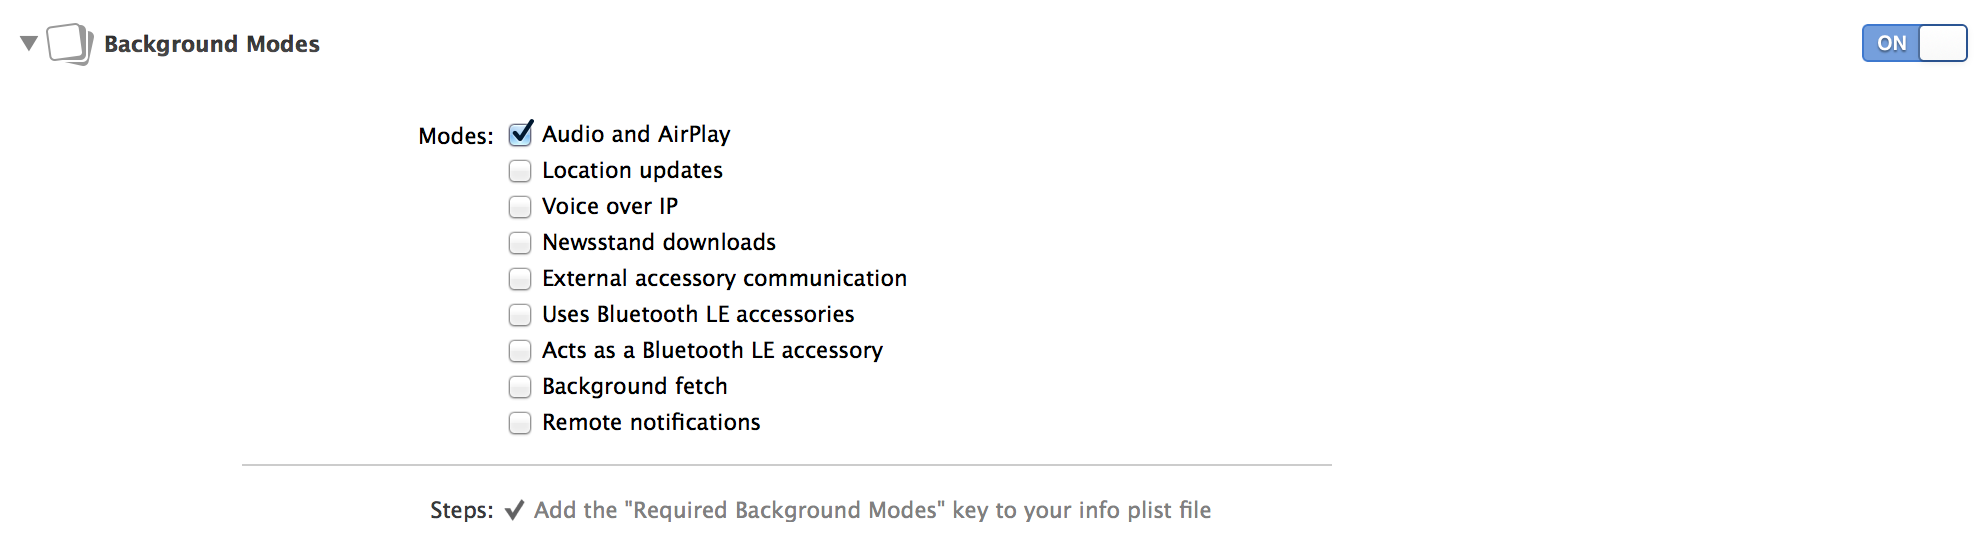 Background Modes
ON
Modes: Audio and AirPlay
Location updates
Voice over IP
Newsstand downloads
External accessory communication
Uses Bluetooth LE accessories
Acts as a Bluetooth LE accessory
Background fetch
Remote notifications
Steps: ✓ Add the "Required Background Modes" key to your info plist file